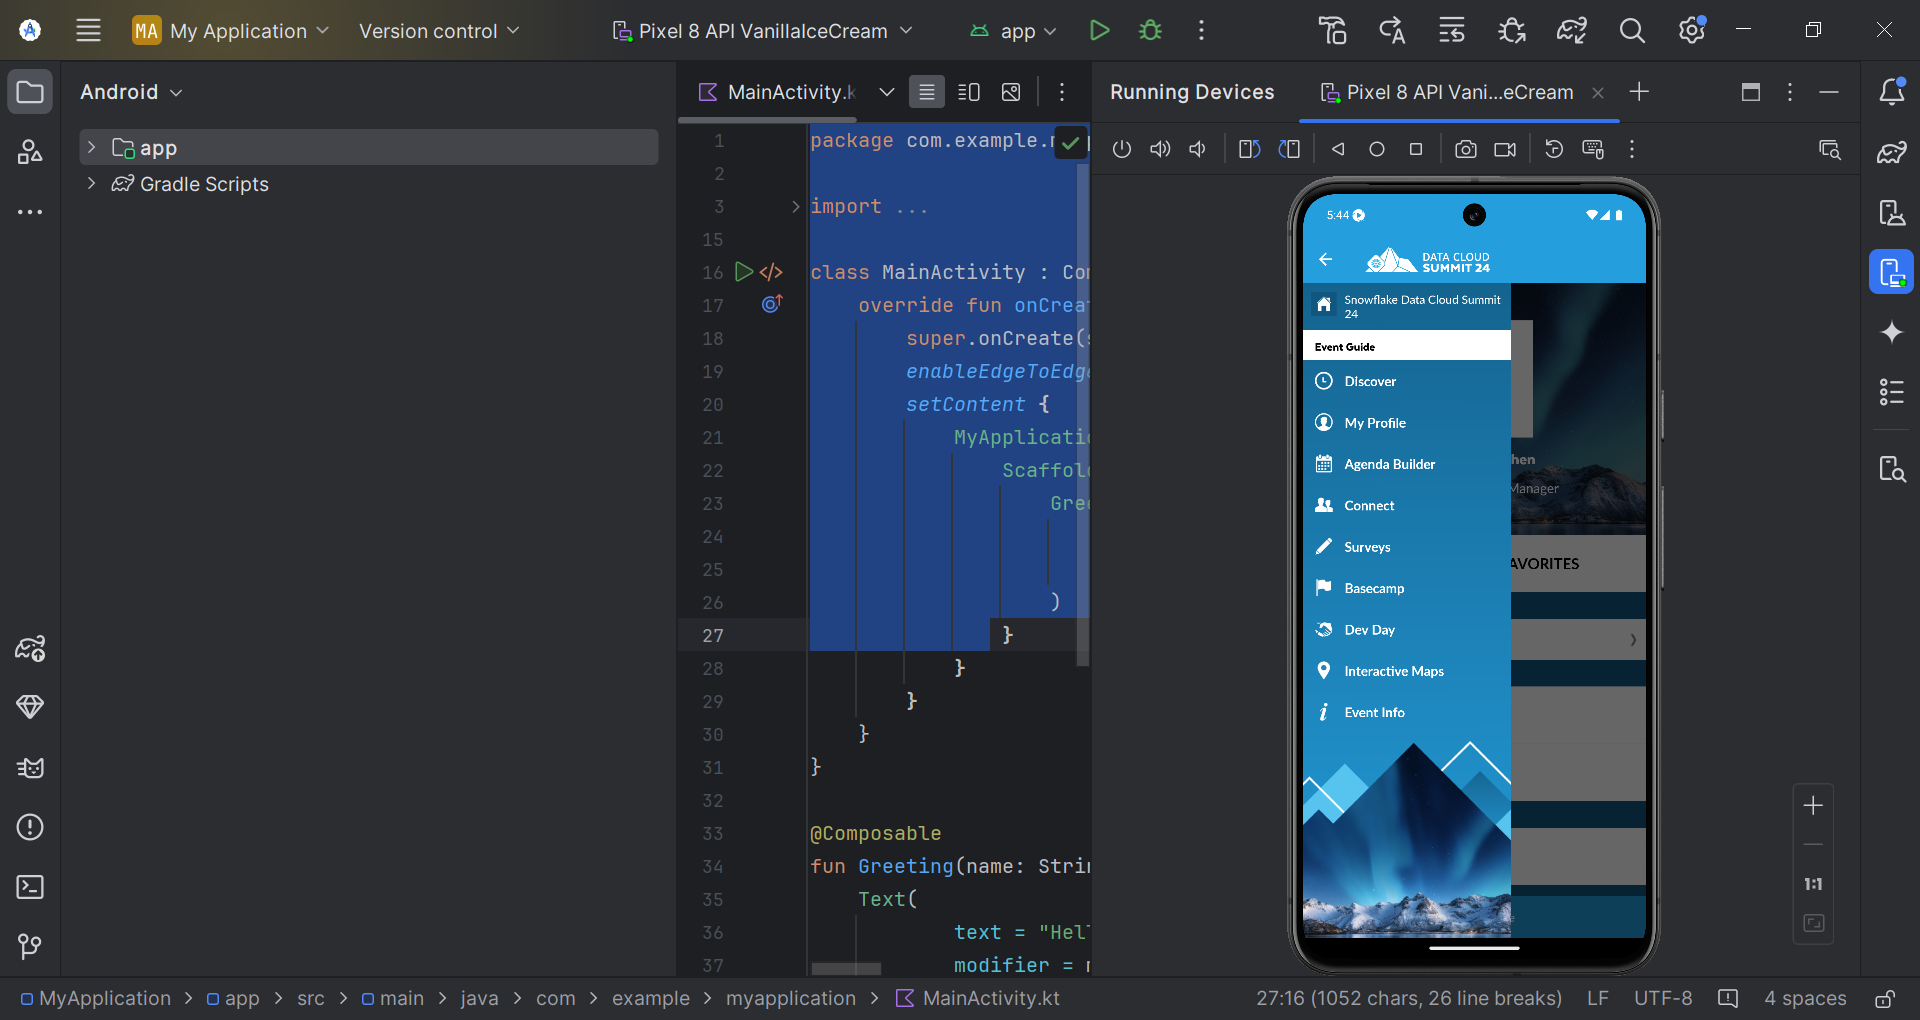 MA My Application Version control Pixel 8 API VanillaIceCream app
Android MainActivity.k Running Devices Pixel 8 API Vani...eCream
app
Gradle Scripts
1 package com.example.m
2
3 import ...
15
16 class MainActivity : Co
17 override fun onCrea
18 super.onCreate(s
19 enableEdgeToEdge
20 setContent {
21 MyApplicatio
22 Scaffold
23 Gree
24
25
26 )
27 }
28 }
29 }
30 }
31 }
32
33 @Composable
34 fun Greeting(name: Strin
35 Text(
36 text = "Hell
37 modifier = m
5:44
DATA CLOUD
SUMMIT 24
Snowflake Data Cloud Summit
24
Event Guide
Discover
My Profile
Agenda Builder
Connect
Surveys
Basecamp
Dev Day
Interactive Maps
Event Info
hen
Manager
AVORITES
1:1
MyApplication app src main java com example myapplication MainActivity.kt 27:16 (1052 chars, 26 line breaks) LF UTF-8 4 spaces